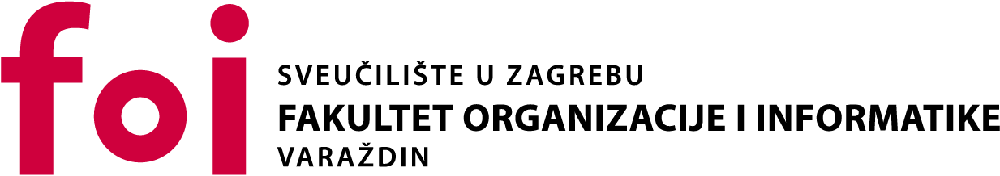 foi
SVEUČILIŠTE U ZAGREBU
FAKULTET ORGANIZACIJE I INFORMATIKE
VARAŽDIN